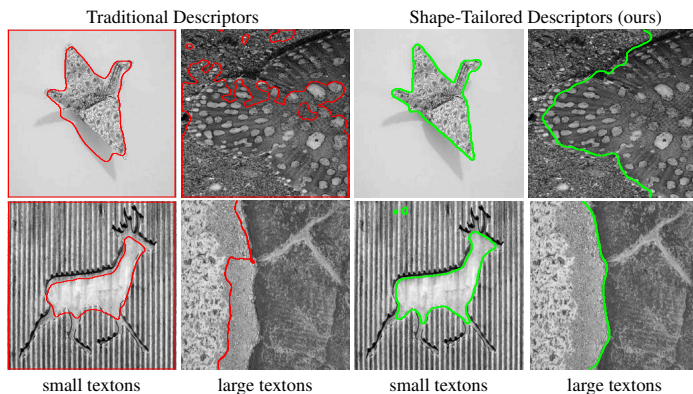 Traditional Descriptors
Shape-Tailored Descriptors (ours)
small textons
large textons
small textons
large textons